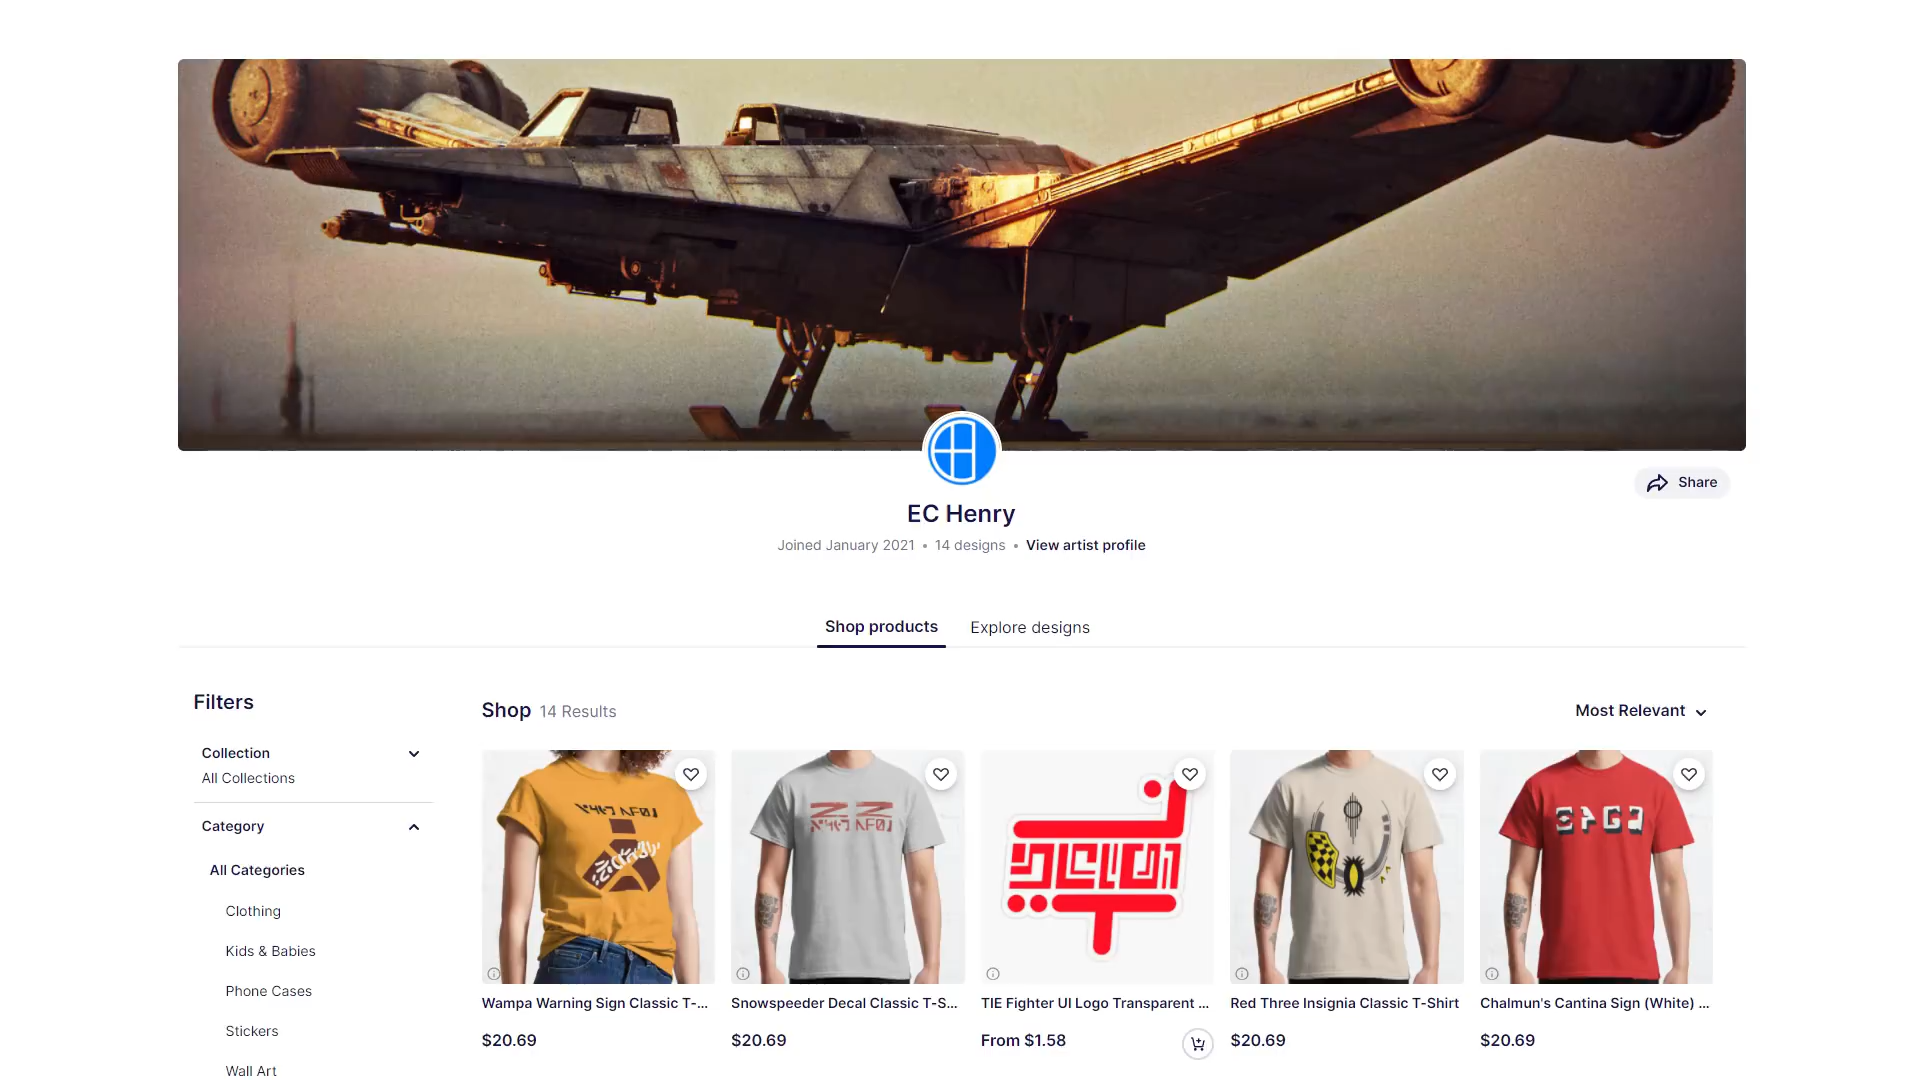 Share
EC Henry
Joined January 2021 • 14 designs • View artist profile
Shop products
Explore designs
Filters
Shop 14 Results
Most Relevant
Collection
All Collections
Category
All Categories
Clothing
Kids & Babies
Phone Cases
Stickers
Wall Art
Wampa Warning Sign Classic T-...
$20.69
Snowspeeder Decal Classic T-S...
$20.69
TIE Fighter UI Logo Transparent ...
From $1.58
Red Three Insignia Classic T-Shirt
$20.69
Chalmun's Cantina Sign (White) ...
$20.69